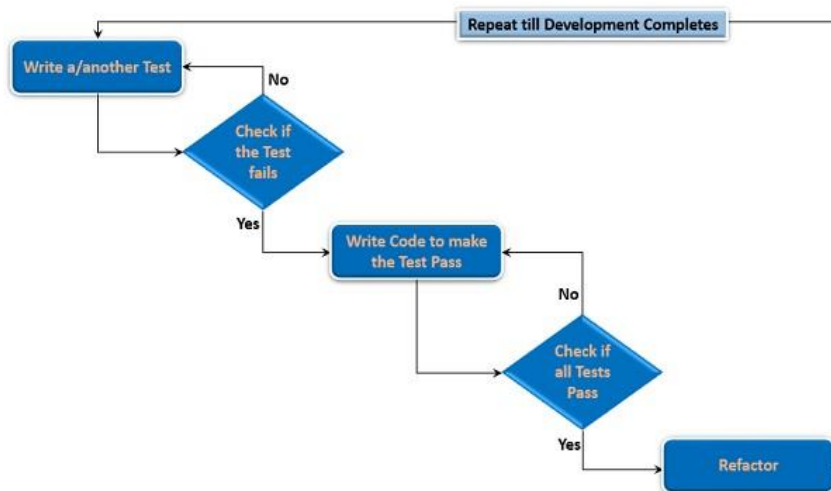 Repeat till Development Completes
Write a/another Test
No
Check if
the Test
fails
Yes
Write Code to make
the Test Pass
No
Check if
all Tests
Pass
Yes
Refactor